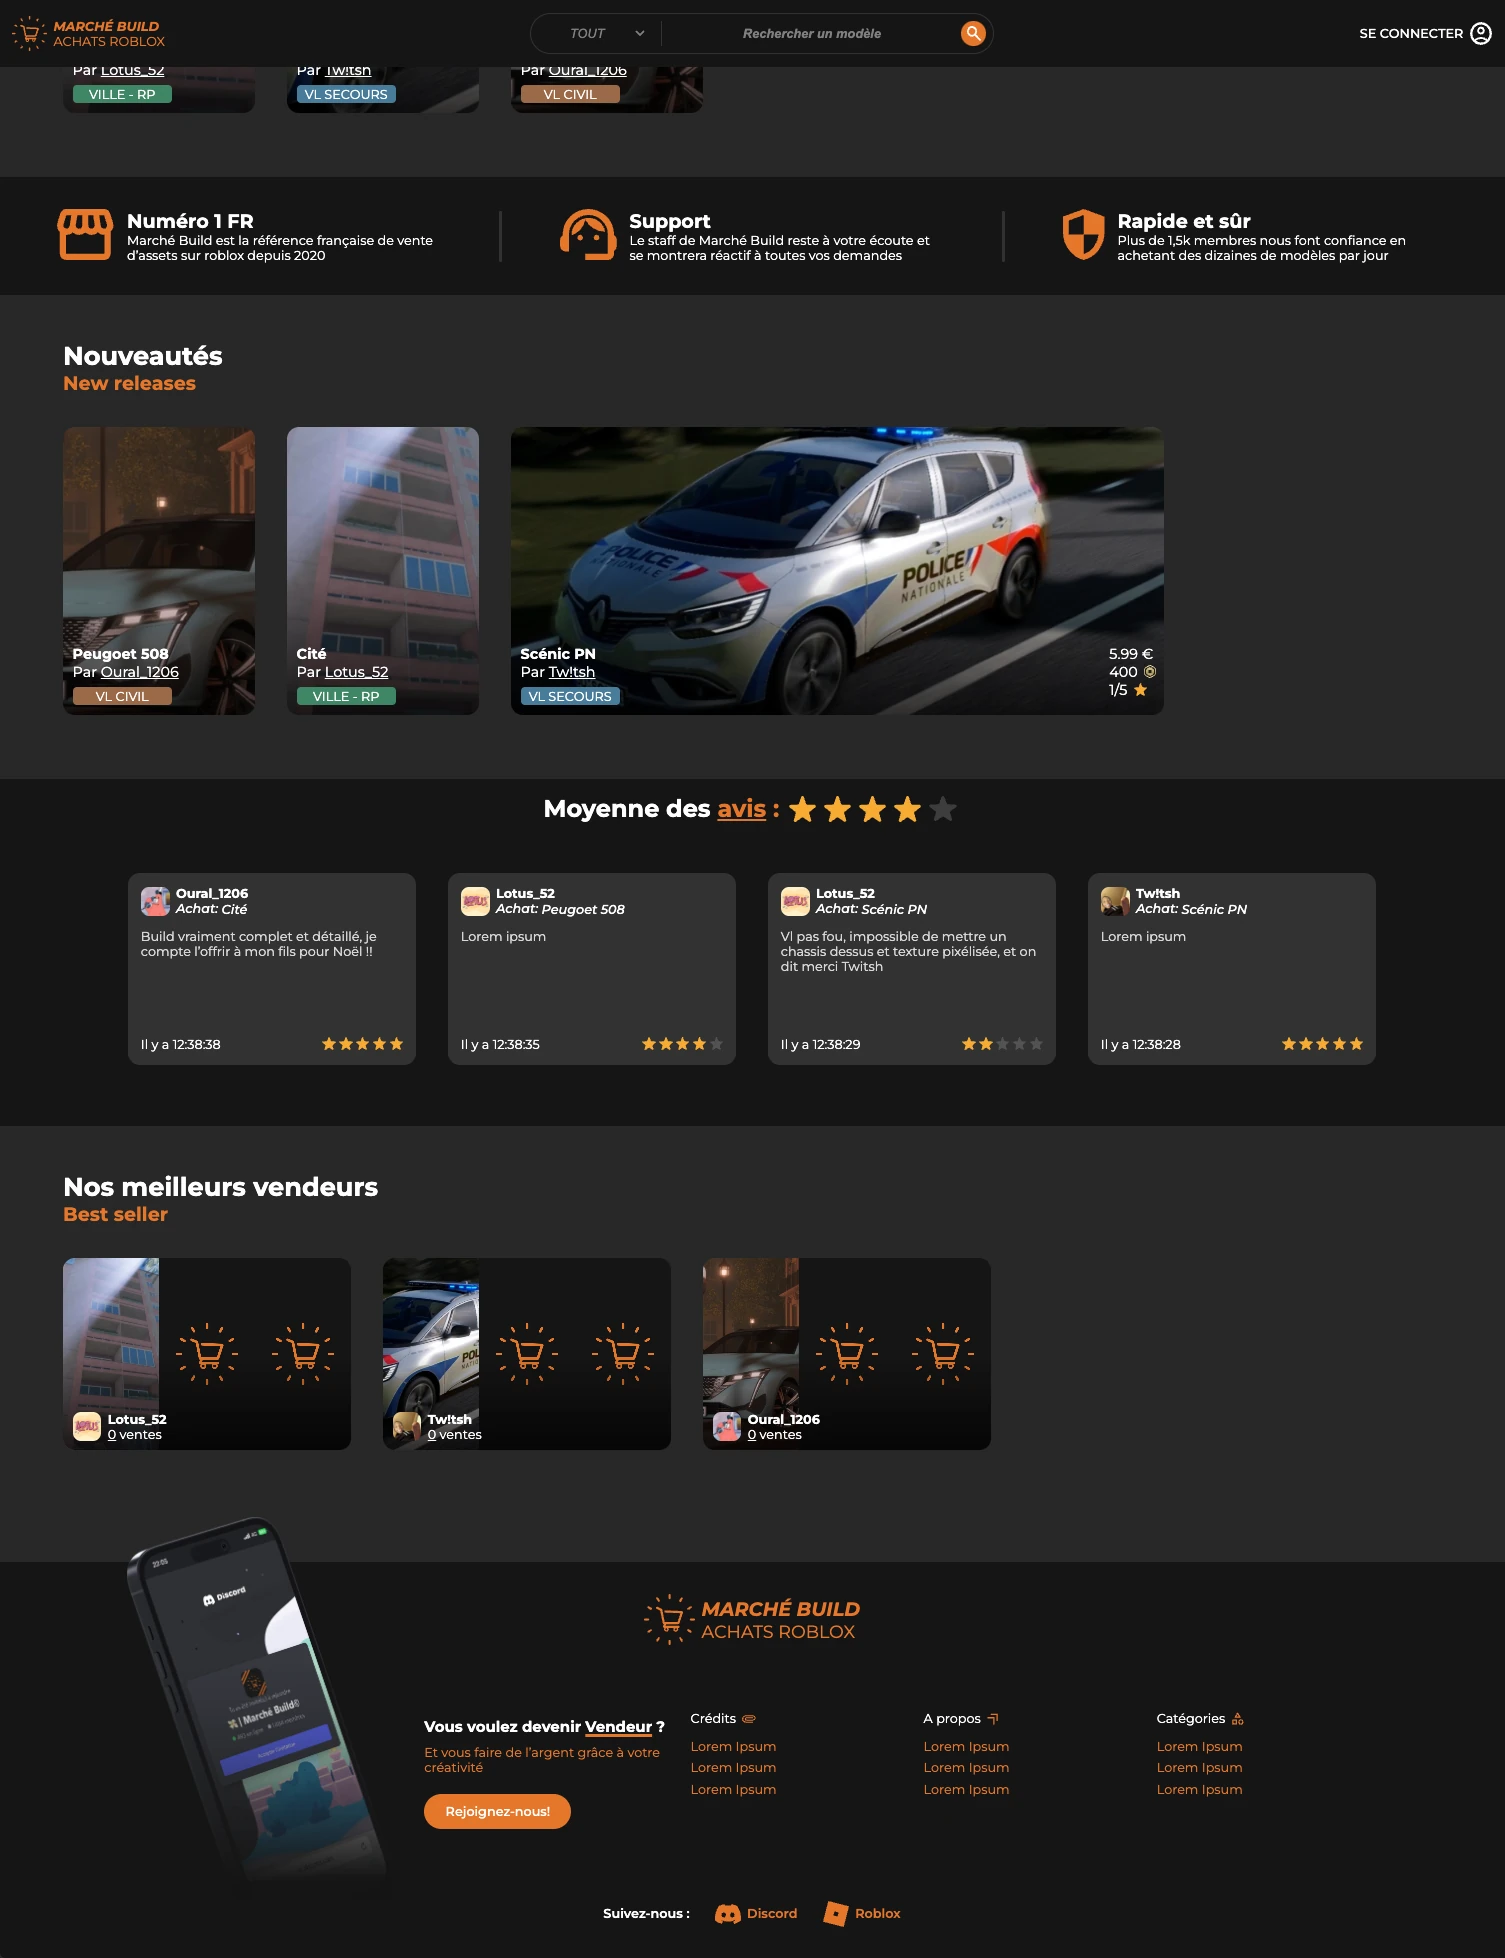 MARCHÉ BUILD
ACHATS ROBLOX
TOUT
Rechercher un modèle
SE CONNECTER
Par Lotus_52
VILLE - RP
Par Tw!tsh
VL SECOURS
Par Oural_1206
VL CIVIL
Numéro 1 FR
Marché Build est la référence française de vente
d'assets sur roblox depuis 2020
Support
Le staff de Marché Build reste à votre écoute et
se montrera réactif à toutes vos demandes
Rapide et sûr
Plus de 1,5k membres nous font confiance en
achetant des dizaines de modèles par jour
Nouveautés
New releases
Peugoet 508
Par Oural_1206
VL CIVIL
Cité
Par Lotus_52
VILLE - RP
POLICE
NATIONALE
POLICE
NATIONALE
Scénic PN
Par Tw!tsh
VL SECOURS
5.99 €
400
1/5
Moyenne des avis :
Oural_1206
Achat: Cité
Build vraiment complet et détaillé, je
compte l'offrir à mon fils pour Noël !!
Il y a 12:38:38
Lotus_52
Achat: Peugoet 508
Lorem ipsum
Il y a 12:38:35
Lotus_52
Achat: Scénic PN
Vl pas fou, impossible de mettre un
chassis dessus et texture pixélisée, et on
dit merci Twitsh
Il y a 12:38:29
Tw!tsh
Achat: Scénic PN
Lorem ipsum
Il y a 12:38:28
Nos meilleurs vendeurs
Best seller
Lotus_52
0 ventes
Tw!tsh
0 ventes
Oural_1206
0 ventes
22:05
Discord
| Marché Build®
MARCHÉ BUILD
ACHATS ROBLOX
Vous voulez devenir Vendeur ?
Et vous faire de l'argent grâce à votre
créativité
Rejoignez-nous!
Crédits
Lorem Ipsum
Lorem Ipsum
Lorem Ipsum
A propos
Lorem Ipsum
Lorem Ipsum
Lorem Ipsum
Catégories
Lorem Ipsum
Lorem Ipsum
Lorem Ipsum
Suivez-nous :
Discord
Roblox